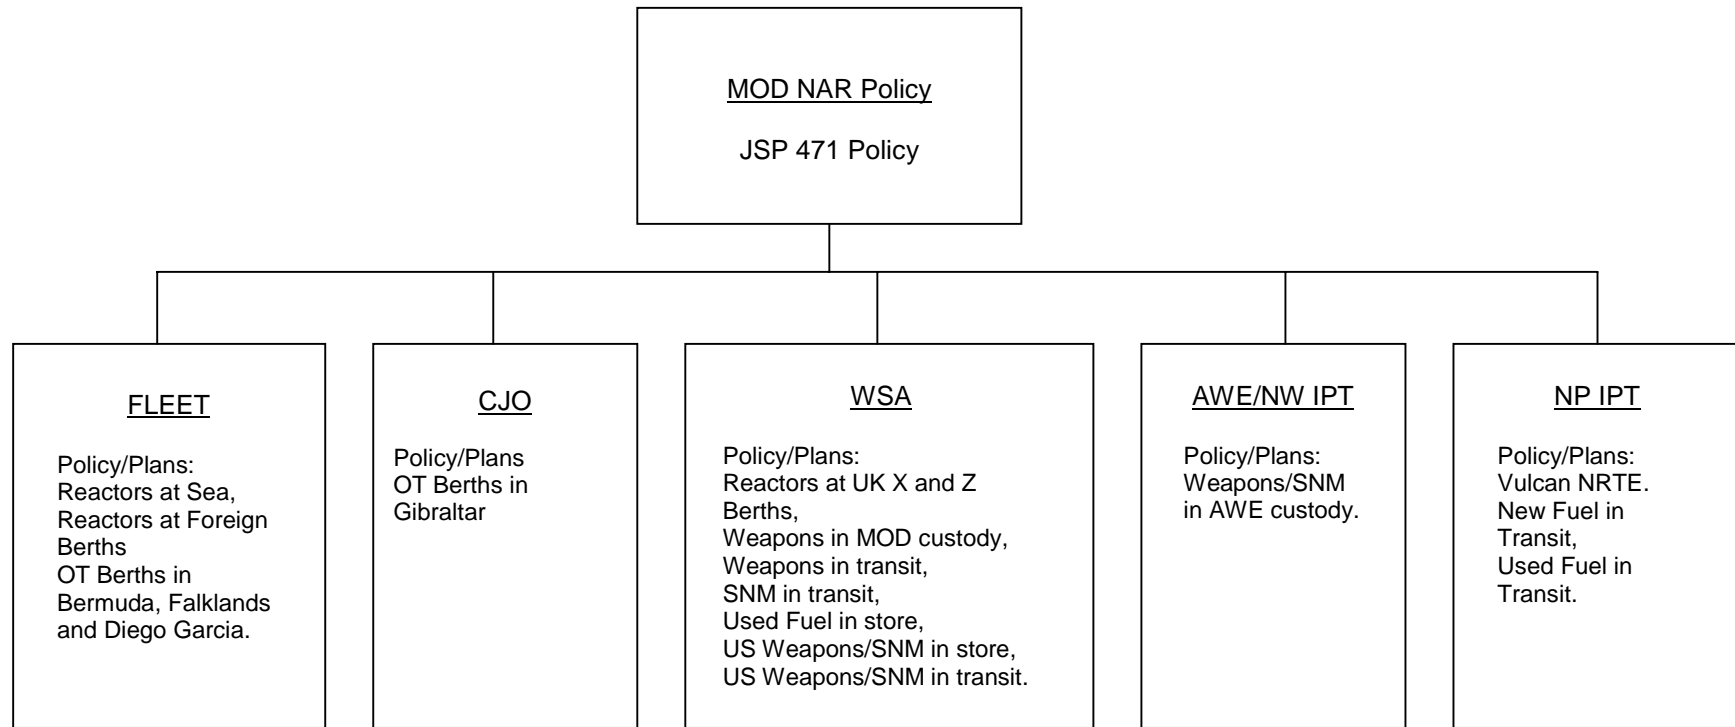 MOD NAR Policy
JSP 471 Policy
FLEET
Policy/Plans:
Reactors at Sea,
Reactors at Foreign
Berths
OT Berths in
Bermuda, Falklands
and Diego Garcia.
CJO
Policy/Plans
OT Berths in
Gibraltar
WSA
Policy/Plans:
Reactors at UK X and Z
Berths,
Weapons in MOD custody,
Weapons in transit,
SNM in transit,
Used Fuel in store,
US Weapons/SNM in store,
US Weapons/SNM in transit.
AWE/NW IPT
Policy/Plans:
Weapons/SNM
in AWE custody.
NP IPT
Policy/Plans:
Vulcan NRTE.
New Fuel in
Transit,
Used Fuel in
Transit.